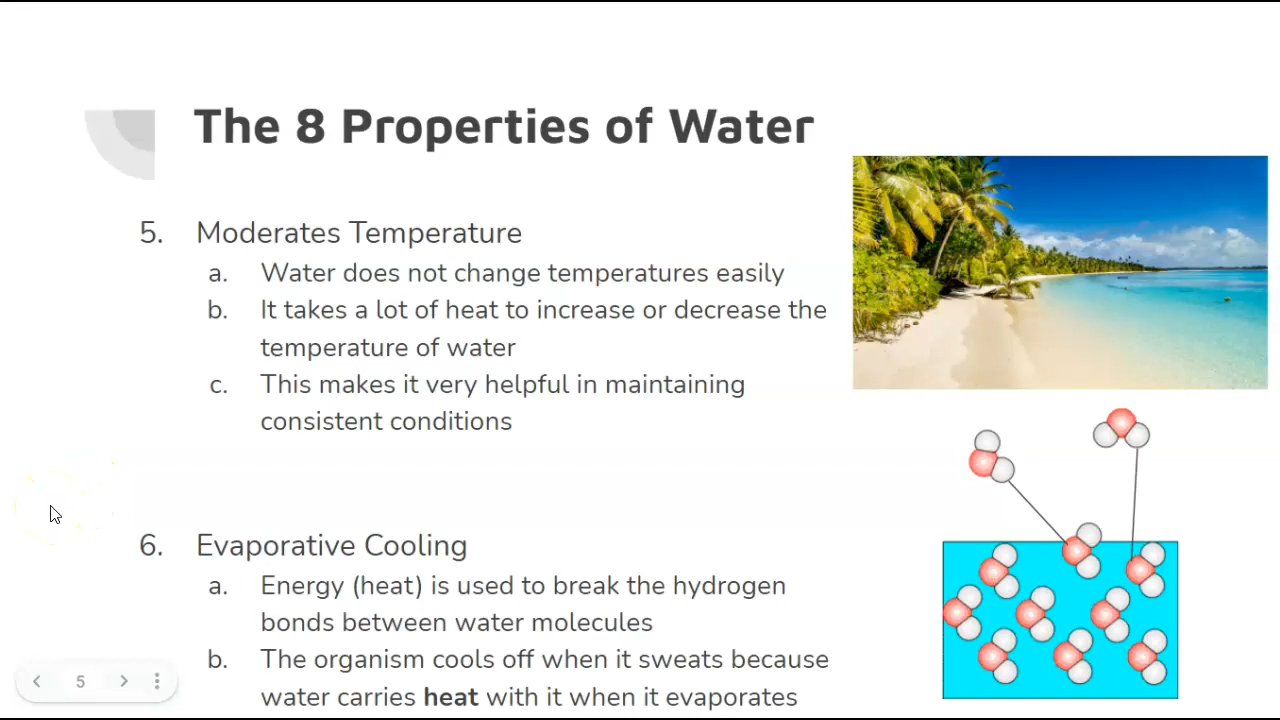 The 8 Properties of Water
5. Moderates Temperature
a. Water does not change temperatures easily
b. It takes a lot of heat to increase or decrease the
temperature of water
c. This makes it very helpful in maintaining
consistent conditions
6. Evaporative Cooling
a. Energy (heat) is used to break the hydrogen
bonds between water molecules
b. The organism cools off when it sweats because
water carries heat with it when it evaporates
5